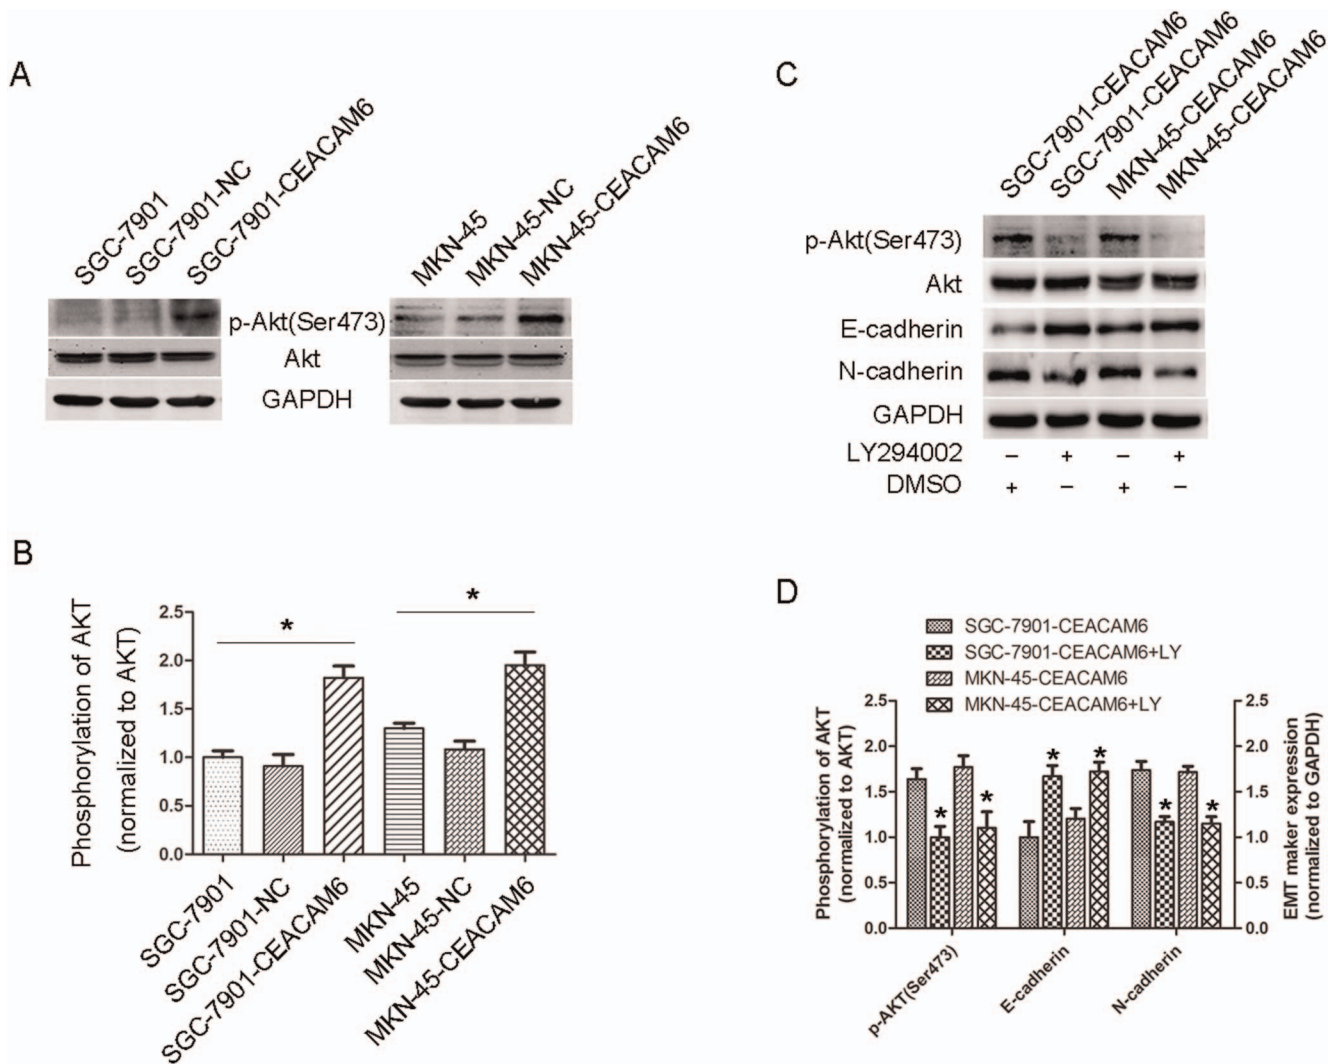 A
SGC-7901
SGC-7901-NC
SGC-7901-CEACAM6
MKN-45
MKN-45-NC
MKN-45-CEACAM6
p-Akt(Ser473)
Akt
GAPDH
B
Phosphorylation of AKT
(normalized to AKT)
2.5
2.0
1.5
1.0
0.5
0.0
*
*
SGC-7901
SGC-7901-NC
SGC-7901-CEACAM6
MKN-45
MKN-45-NC
MKN-45-CEACAM6
C
SGC-7901-CEACAM6
SGC-7901-CEACAM6
MKN-45-CEACAM6
MKN-45-CEACAM6
p-Akt(Ser473)
Akt
E-cadherin
N-cadherin
GAPDH
LY294002 – + – +
DMSO + – + –
D
SGC-7901-CEACAM6
SGC-7901-CEACAM6+LY
MKN-45-CEACAM6
MKN-45-CEACAM6+LY
Phosphorylation of AKT
(normalized to AKT)
2.5
2.0
1.5
1.0
0.5
0.0
* * * * * *
2.5
2.0
1.5
1.0
0.5
0.0
EMT maker expression
(normalized to GAPDH)
p-AKT(Ser473)
E-cadherin
N-cadherin